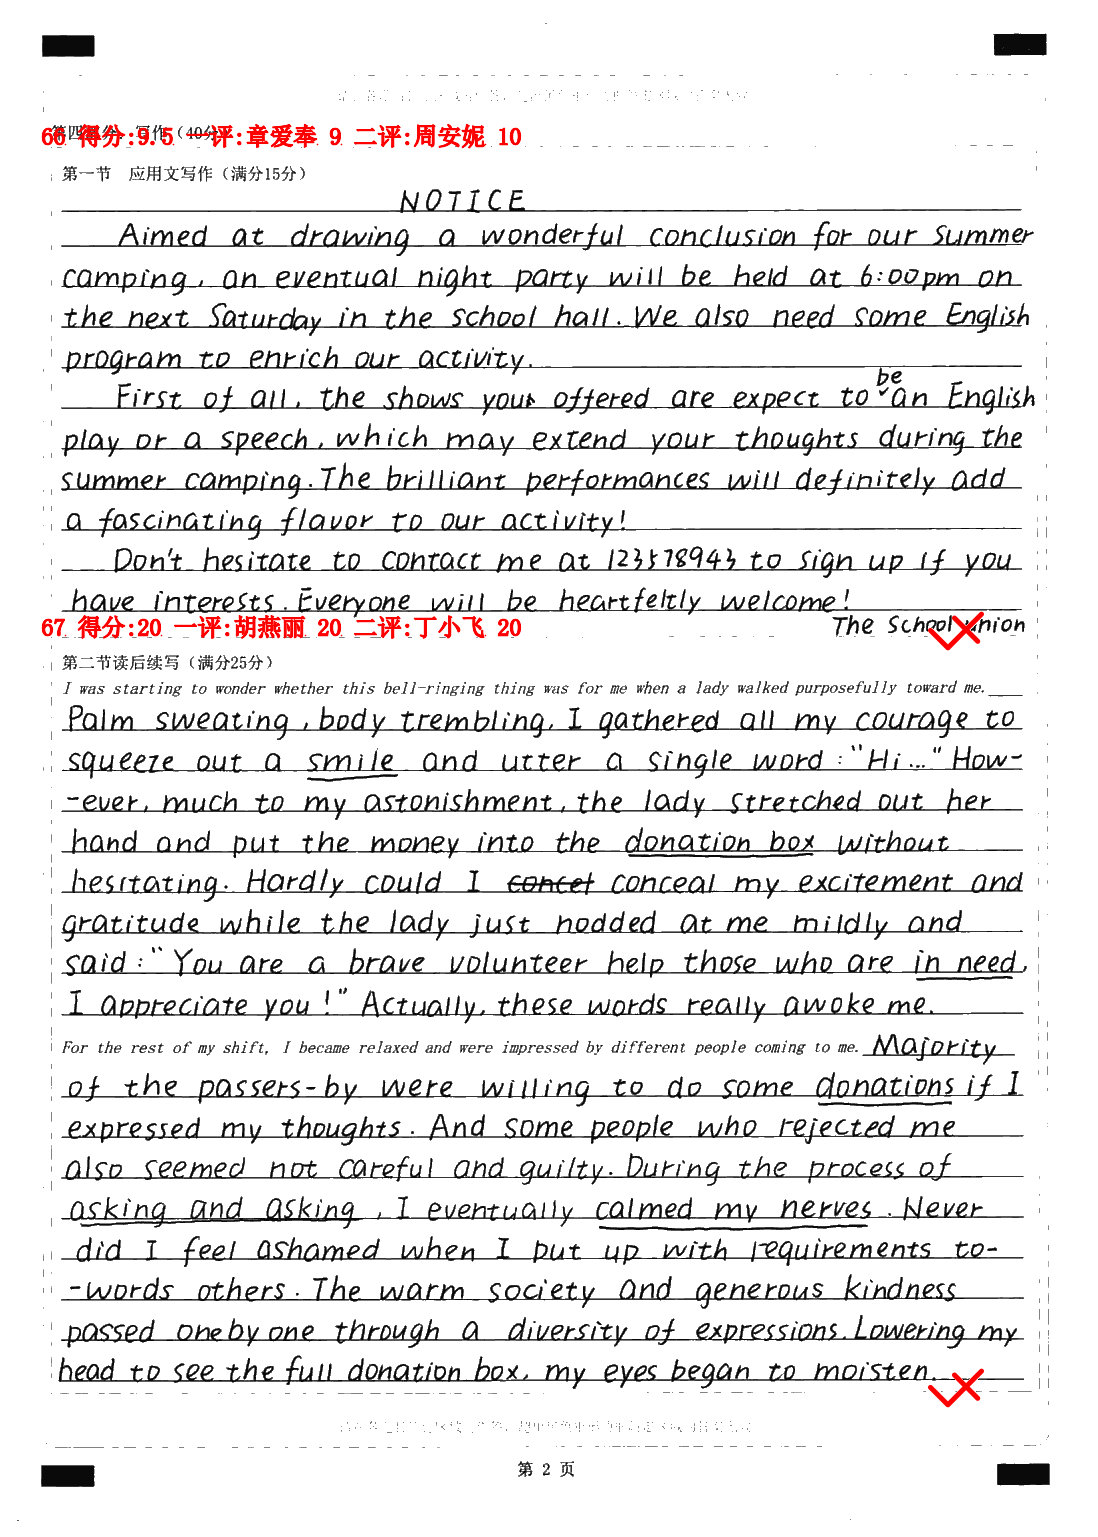 66 得分:9.5 一评:章爱奉 9 二评:周安妮 10
第一节 应用文写作（满分15分）
NOTICE
Aimed at drawing a wonderful conclusion for our summer
camping, an eventual night party will be held at 6:00pm on
the next Saturday in the school hall. We also need some English
program to enrich our activity.
First of all, the shows your offered are expect to be an English
play or a speech, which may extend your thoughts during the
summer camping. The brilliant performances will definitely add
a fascinating flavor to our activity!
Don't hesitate to contact me at 123578943 to sign up if you
have interests. Everyone will be heartfeltly welcome!
67 得分:20 一评:胡燕丽 20 二评:丁小飞 20
The School Union
第二节读后续写（满分25分）
I was starting to wonder whether this bell-ringing thing was for me when a lady walked purposefully toward me.
Palm sweating, body trembling, I gathered all my courage to
squeeze out a smile and utter a single word : "Hi..." How-
-ever, much to my astonishment, the lady stretched out her
hand and put the money into the donation box without
hesitating. Hardly could I concel conceal my excitement and
gratitude while the lady just nodded at me mildly and
said : "You are a brave volunteer help those who are in need,
I appreciate you !" Actually, these words really awoke me.
For the rest of my shift, I became relaxed and were impressed by different people coming to me. Majority
of the passers-by were willing to do some donations if I
expressed my thoughts. And some people who rejected me
also seemed not careful and guilty. During the process of
asking and asking, I eventually calmed my nerves. Never
did I feel ashamed when I put up with requirements to-
-words others. The warm society and generous kindness
passed one by one through a diversity of expressions. Lowering my
head to see the full donation box, my eyes began to moisten.
第 2 页